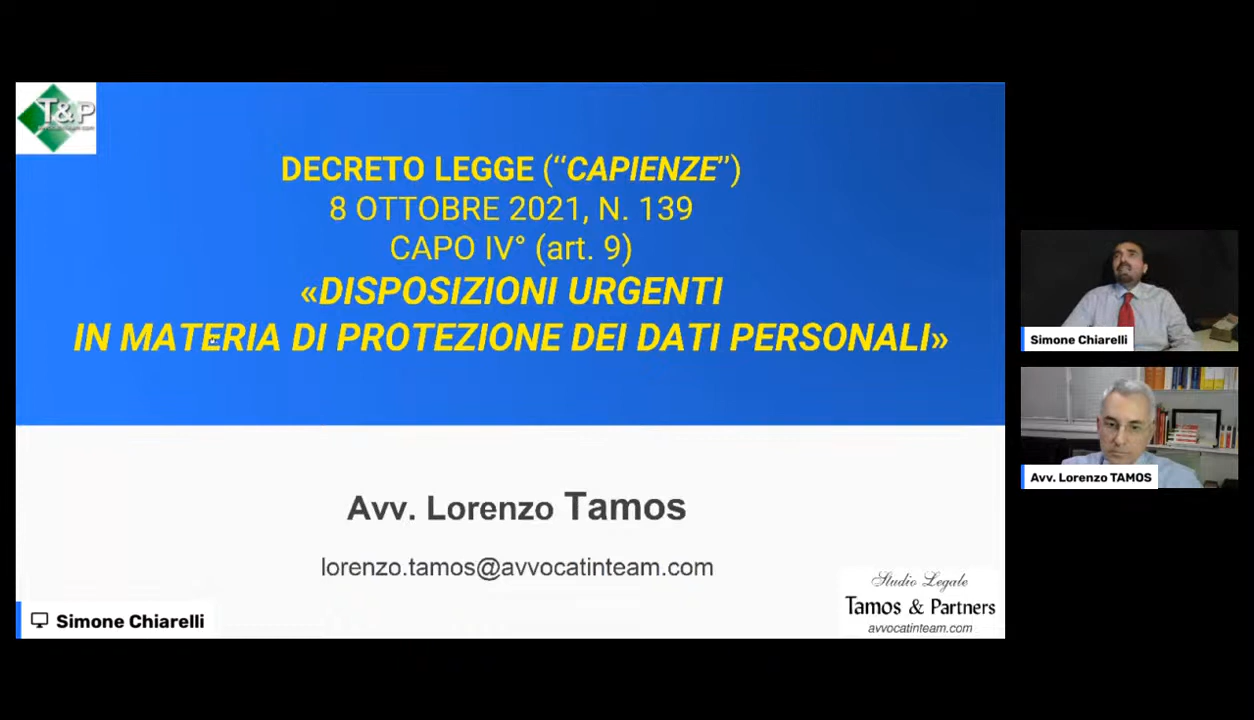 T&P
DECRETO LEGGE (“CAPIENZE”)
8 OTTOBRE 2021, N. 139
CAPO IV° (art. 9)
«DISPOSIZIONI URGENTI
IN MATERIA DI PROTEZIONE DEI DATI PERSONALI»
Avv. Lorenzo Tamos
lorenzo.tamos@avvocatinteam.com
Studio Legale
Tamos & Partners
avvocatinteam.com
Simone Chiarelli
Simone Chiarelli
Avv. Lorenzo TAMOS